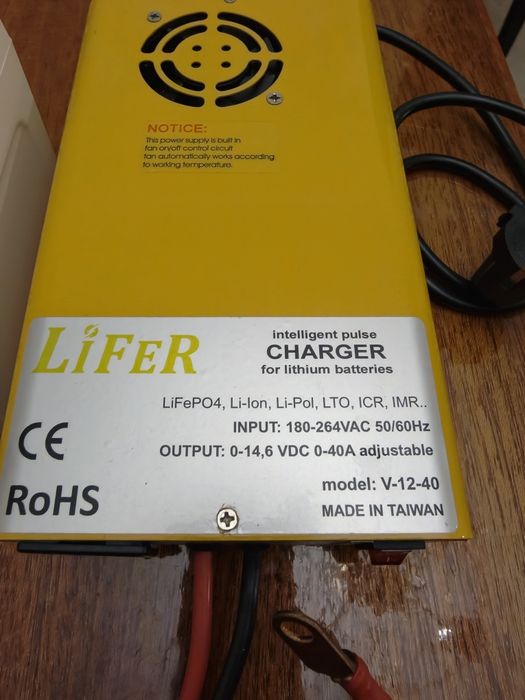 NOTICE:
This power supply is built in
fan on/off control circuit
fan automatically works according
to working temperature.
LiFeR
intelligent pulse
CHARGER
for lithium batteries
LiFePO4, Li-Ion, Li-Pol, LTO, ICR, IMR..
INPUT: 180-264VAC 50/60Hz
OUTPUT: 0-14,6 VDC 0-40A adjustable
CE
RoHS
model: V-12-40
MADE IN TAIWAN